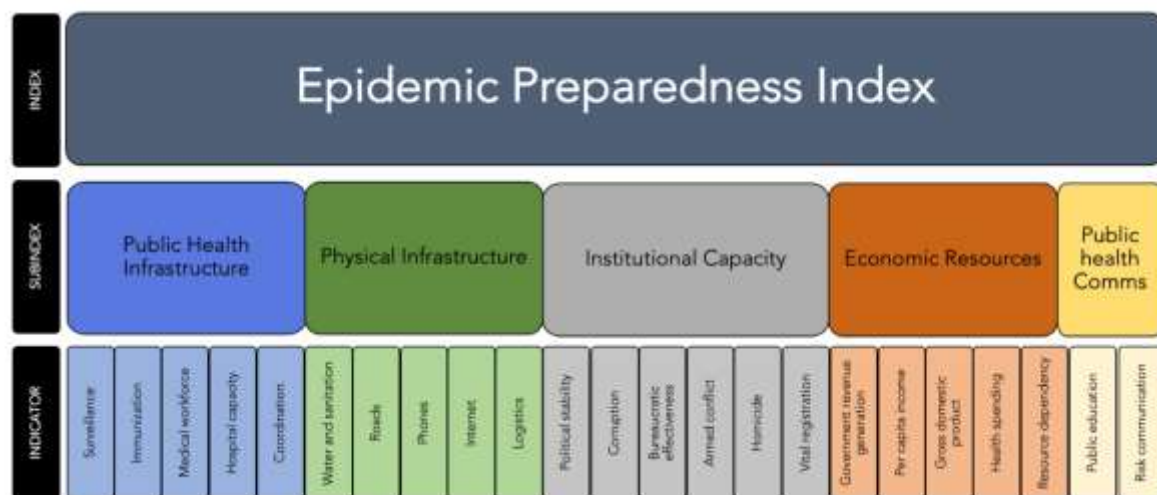 INDEX
Epidemic Preparedness Index
SUBINDEX
Public Health
Infrastructure
Physical Infrastructure
Institutional Capacity
Economic Resources
Public
health
Comms
INDICATOR
Surveillance
Immunization
Medical workforce
Hospital capacity
Coordination
Water and sanitation
Roads
Phones
Internet
Logistics
Political stability
Corruption
Bureaucratic
effectiveness
Armed conflict
Homicide
Vital registration
Government revenue
generation
Per capita income
Gross domestic
product
Health spending
Resource dependency
Public education
Risk communication